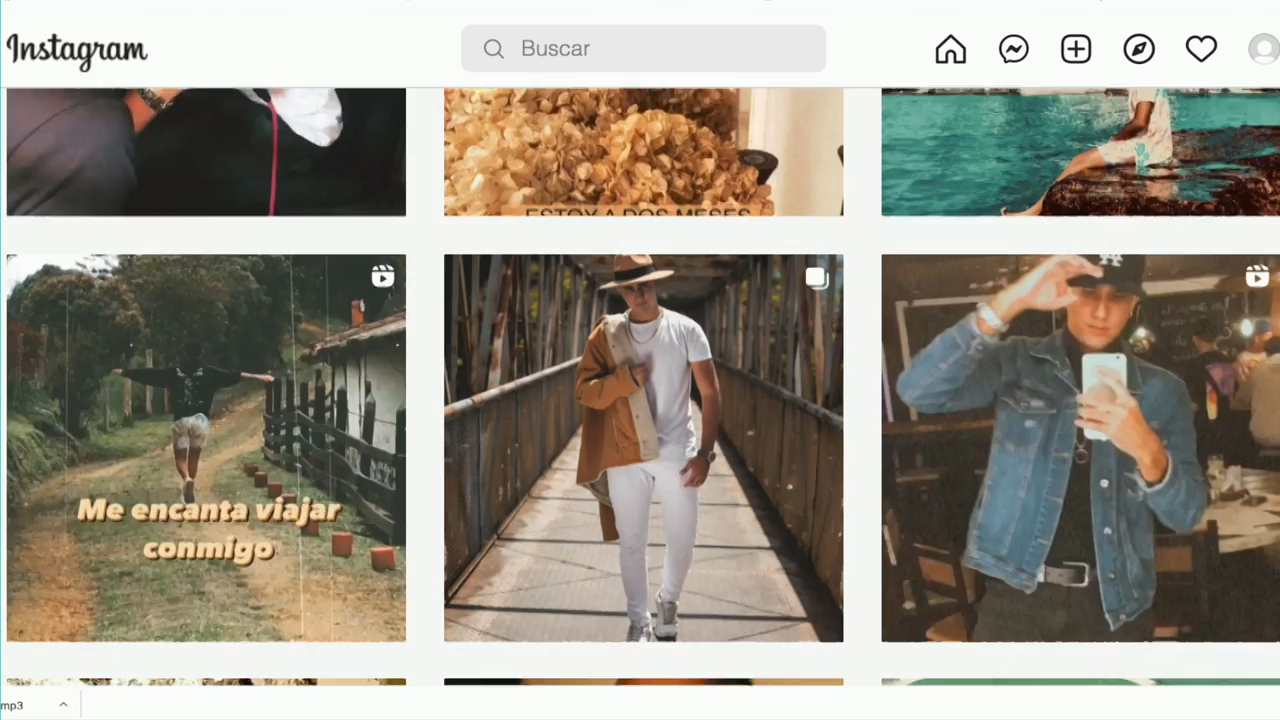 Instagram
Buscar
ESTOY A DOS MESES
Me encanta viajar
conmigo
mp3